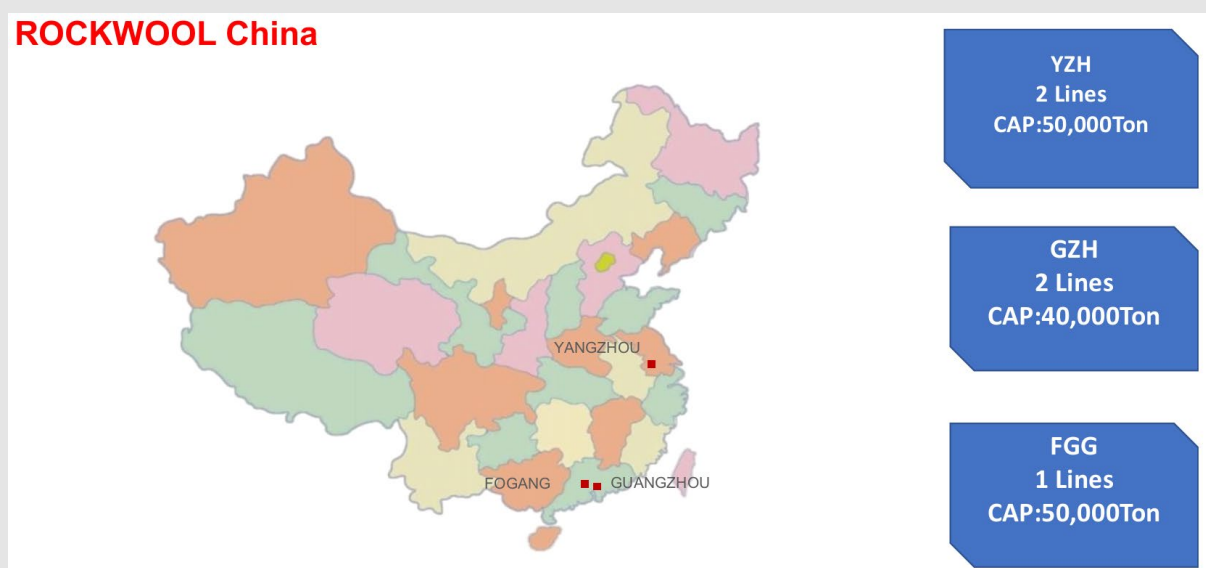 ROCKWOOL China
YZH
2 Lines
CAP:50,000Ton
GZH
2 Lines
CAP:40,000Ton
YANGZHOU
FGG
1 Lines
CAP:50,000Ton
FOGANG
GUANGZHOU